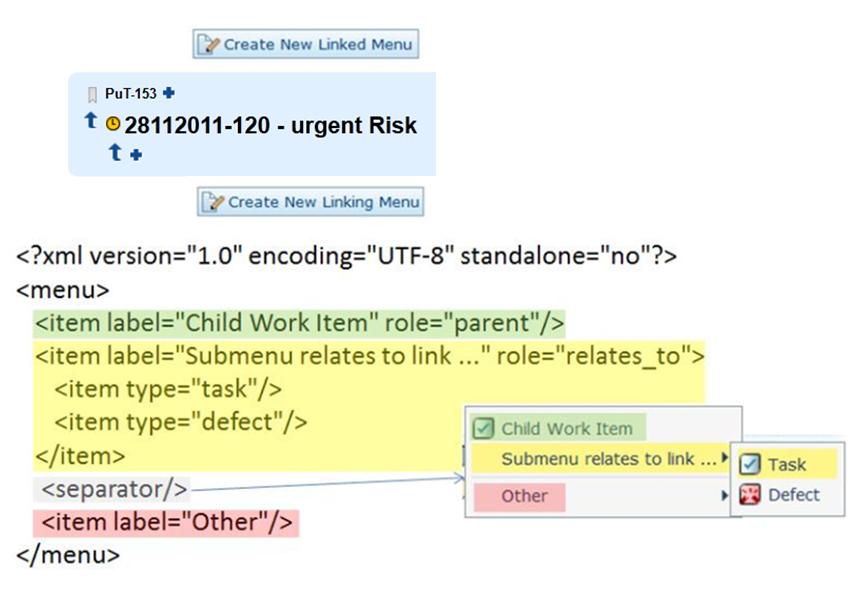 Create New Linked Menu
PuT-153
28112011-120 - urgent Risk
Create New Linking Menu
<?xml version="1.0" encoding="UTF-8" standalone="no"?>
<menu>
<item label="Child Work Item" role="parent"/>
<item label="Submenu relates to link ..." role="relates_to">
<item type="task"/>
<item type="defect"/>
</item>
<separator/>
<item label="Other"/>
</menu>
Child Work Item
Submenu relates to link ...
Other
Task
Defect